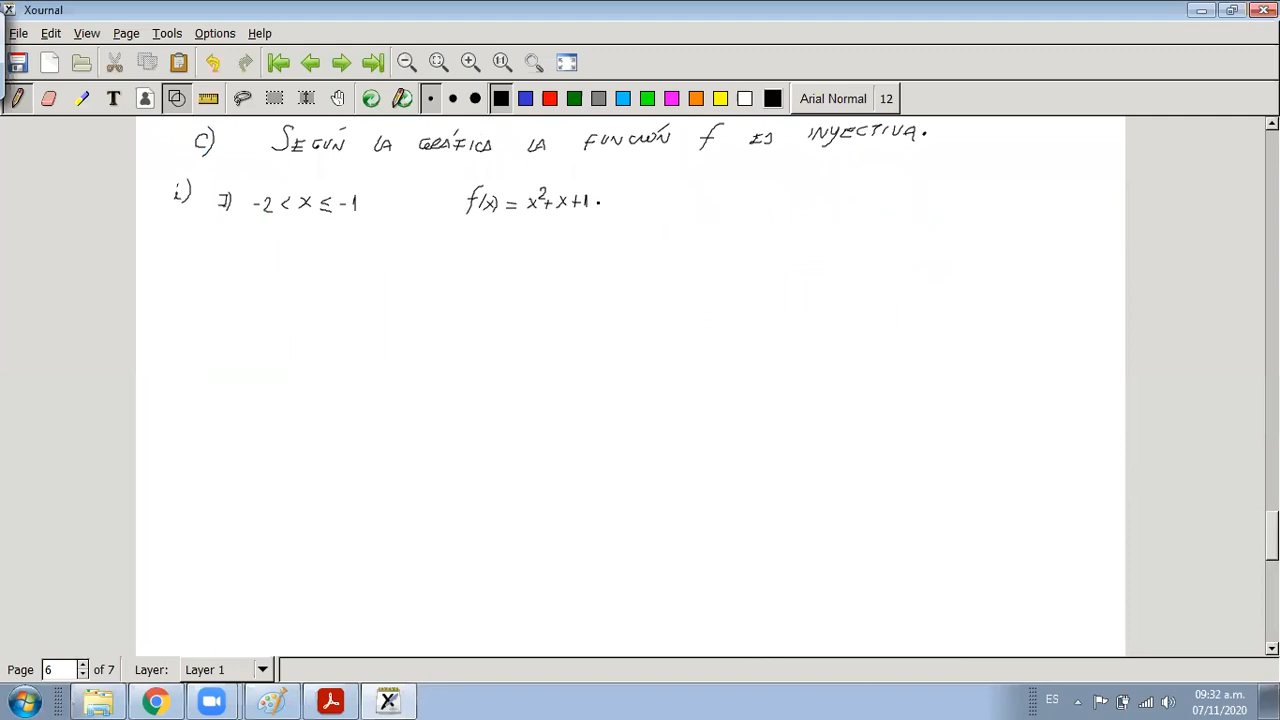 Xournal
File Edit View Page Tools Options Help
Arial Normal 12
c) SEGÚN LA GRÁFICA LA FUNCIÓN f ES INYECTIVA.
i) I) -2 < x ≤ -1 f(x) = x²+x+1.
Page 6 of 7 Layer: Layer 1
ES 09:32 a.m.
07/11/2020